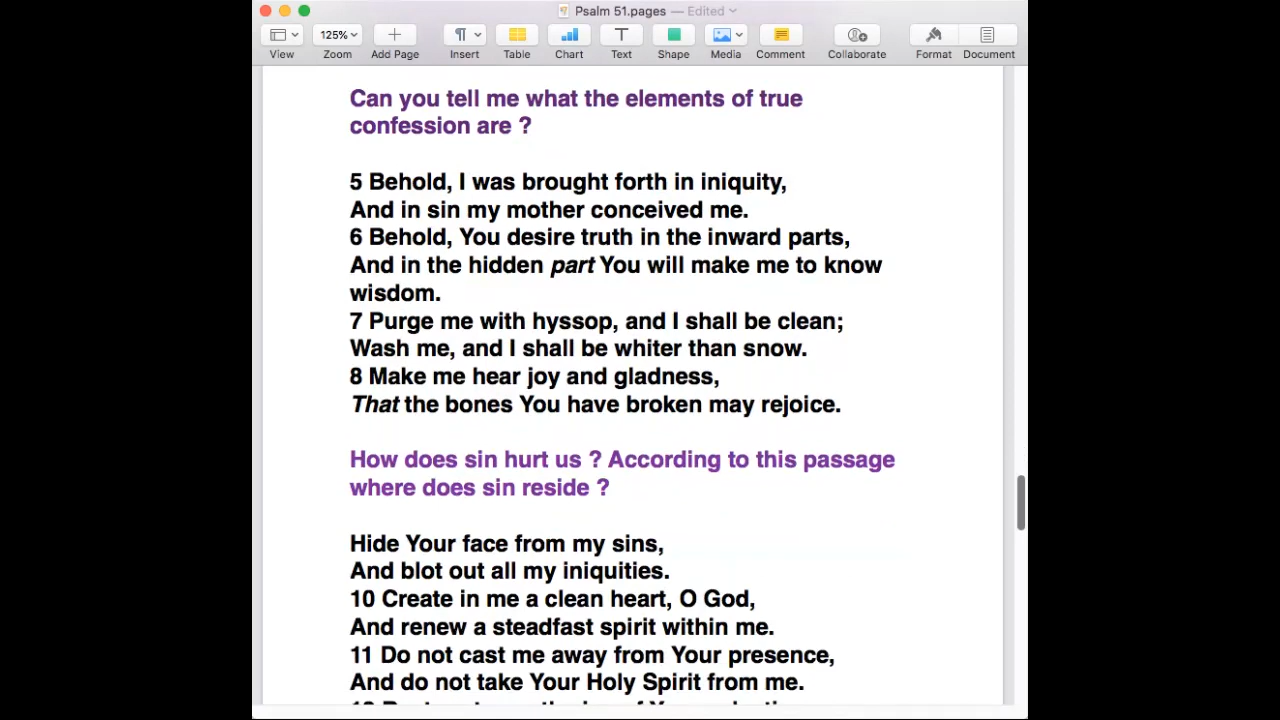 Psalm 51.pages — Edited
125%
View
Zoom
Add Page
Insert
Table
Chart
Text
Shape
Media
Comment
Collaborate
Format
Document
Can you tell me what the elements of true
confession are ?
5 Behold, I was brought forth in iniquity,
And in sin my mother conceived me.
6 Behold, You desire truth in the inward parts,
And in the hidden part You will make me to know
wisdom.
7 Purge me with hyssop, and I shall be clean;
Wash me, and I shall be whiter than snow.
8 Make me hear joy and gladness,
That the bones You have broken may rejoice.
How does sin hurt us ? According to this passage
where does sin reside ?
Hide Your face from my sins,
And blot out all my iniquities.
10 Create in me a clean heart, O God,
And renew a steadfast spirit within me.
11 Do not cast me away from Your presence,
And do not take Your Holy Spirit from me.